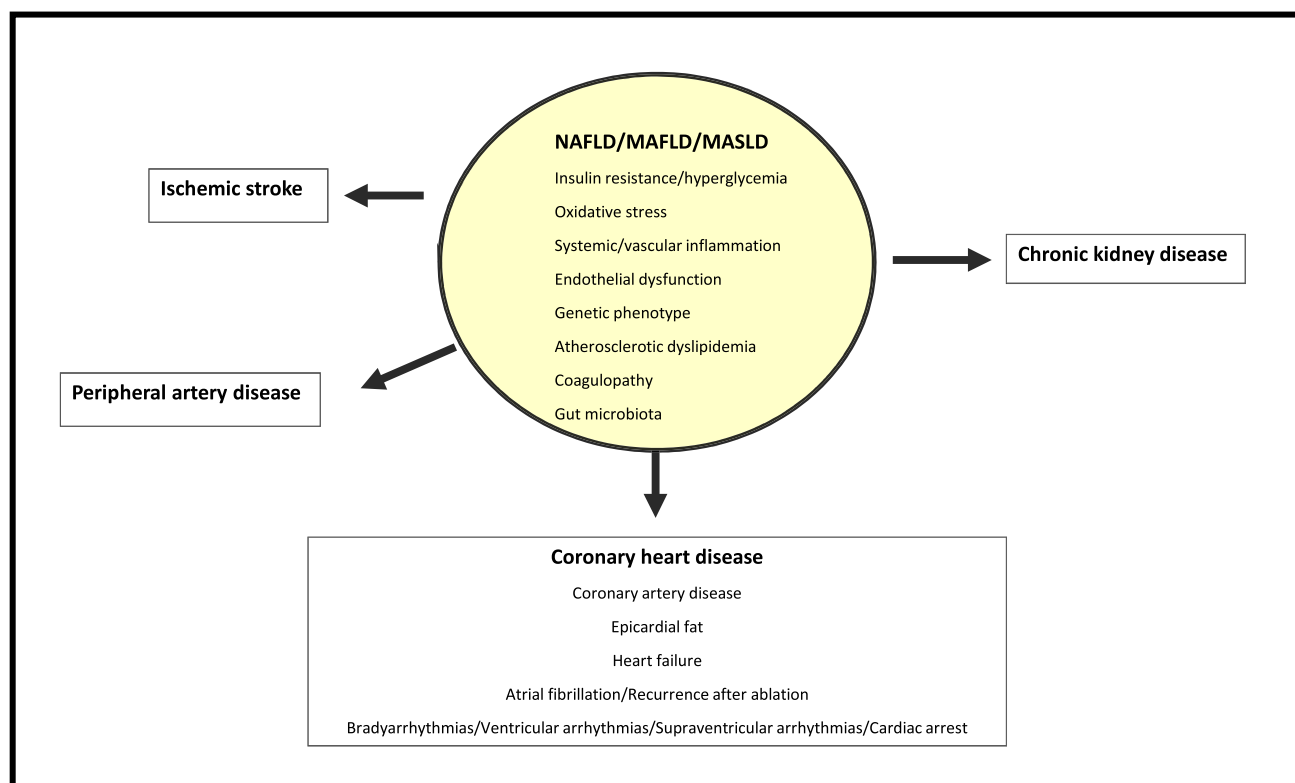 NAFLD/MAFLD/MASLD
Insulin resistance/hyperglycemia
Oxidative stress
Systemic/vascular inflammation
Endothelial dysfunction
Genetic phenotype
Atherosclerotic dyslipidemia
Coagulopathy
Gut microbiota
Ischemic stroke
Chronic kidney disease
Peripheral artery disease
Coronary heart disease
Coronary artery disease
Epicardial fat
Heart failure
Atrial fibrillation/Recurrence after ablation
Bradyarrhythmias/Ventricular arrhythmias/Supraventricular arrhythmias/Cardiac arrest